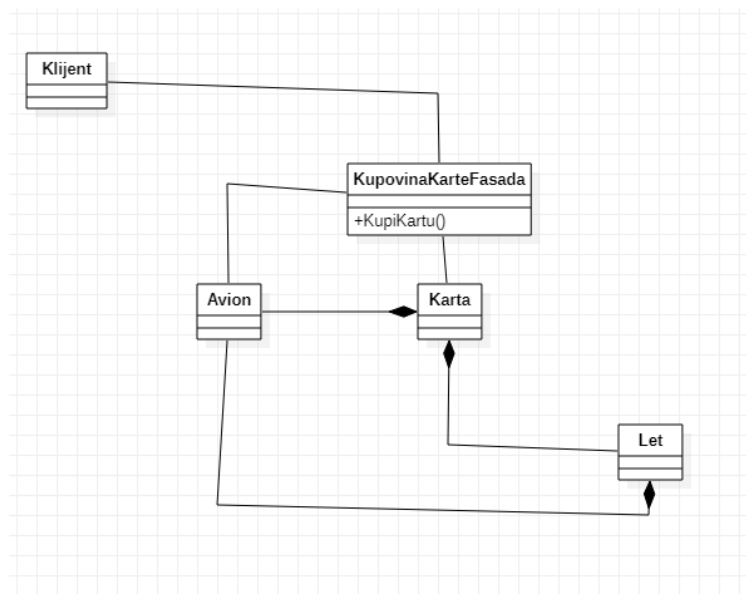 Klijent
KupovinaKarteFasada
+KupiKartu()
Avion
Karta
Let